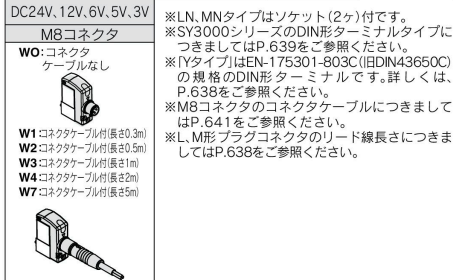 DC24V、12V、6V、5V、3V
M8コネクタ
WO:コネクタ
ケーブルなし
W1:コネクタケーブル付(長さ0.3m)
W2:コネクタケーブル付(長さ0.5m)
W3:コネクタケーブル付(長さ1m)
W4:コネクタケーブル付(長さ2m)
W7:コネクタケーブル付(長さ5m)
※LN、MNタイプはソケット(2ヶ)付です。
※SY3000シリーズのDIN形ターミナルタイプに
つきましてはP.639をご参照ください。
※「Yタイプ」はEN-175301-803C(旧DIN43650C)
の規格のDIN形ターミナルです。詳しくは、
P.638をご参照ください。
※M8コネクタのコネクタケーブルにつきまして
はP.641をご参照ください。
※L、M形プラグコネクタのリード線長さにつきま
してはP.638をご参照ください。